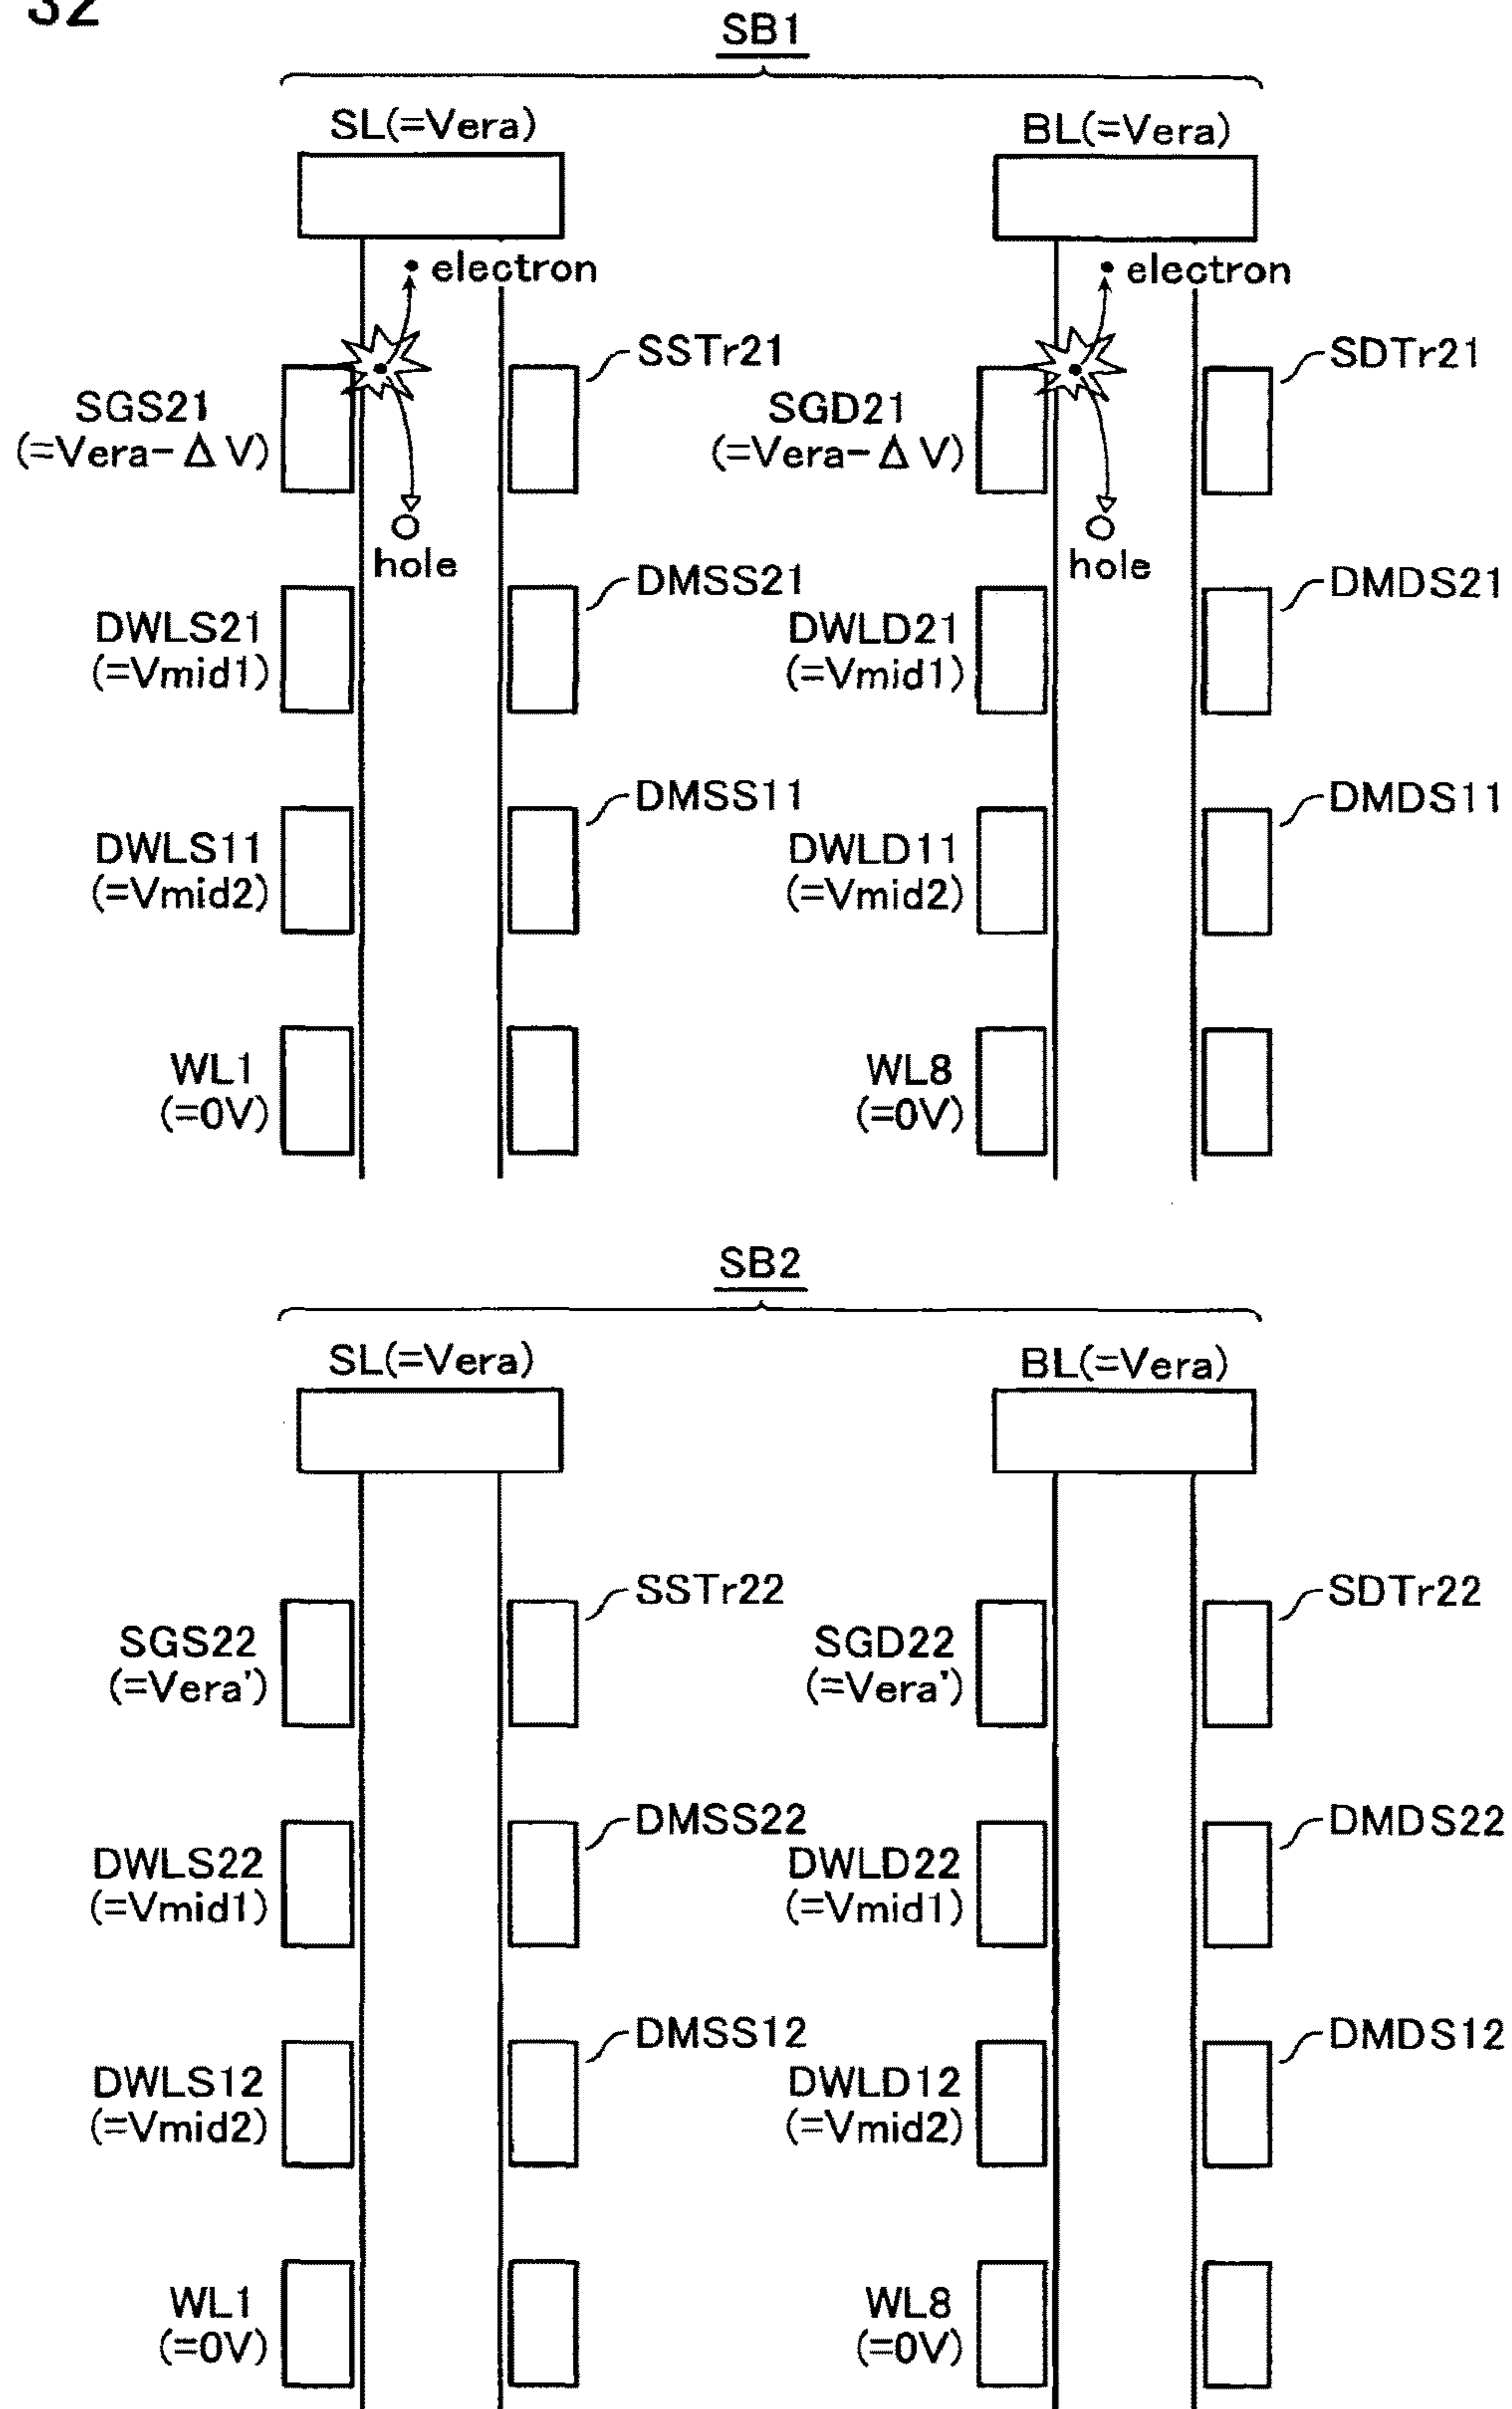 32
SB1
SL(=Vera)
BL(=Vera)
electron
electron
SSTr21
SDTr21
SGS21
(=Vera-ΔV)
SGD21
(=Vera-ΔV)
hole
hole
DMSS21
DMDS21
DWLS21
(=Vmid1)
DWLD21
(=Vmid1)
DMSS11
DMDS11
DWLS11
(=Vmid2)
DWLD11
(=Vmid2)
WL1
(=0V)
WL8
(=0V)
SB2
SL(=Vera)
BL(=Vera)
SSTr22
SDTr22
SGS22
(=Vera')
SGD22
(=Vera')
DMSS22
DMDS22
DWLS22
(=Vmid1)
DWLD22
(=Vmid1)
DMSS12
DMDS12
DWLS12
(=Vmid2)
DWLD12
(=Vmid2)
WL1
(=0V)
WL8
(=0V)